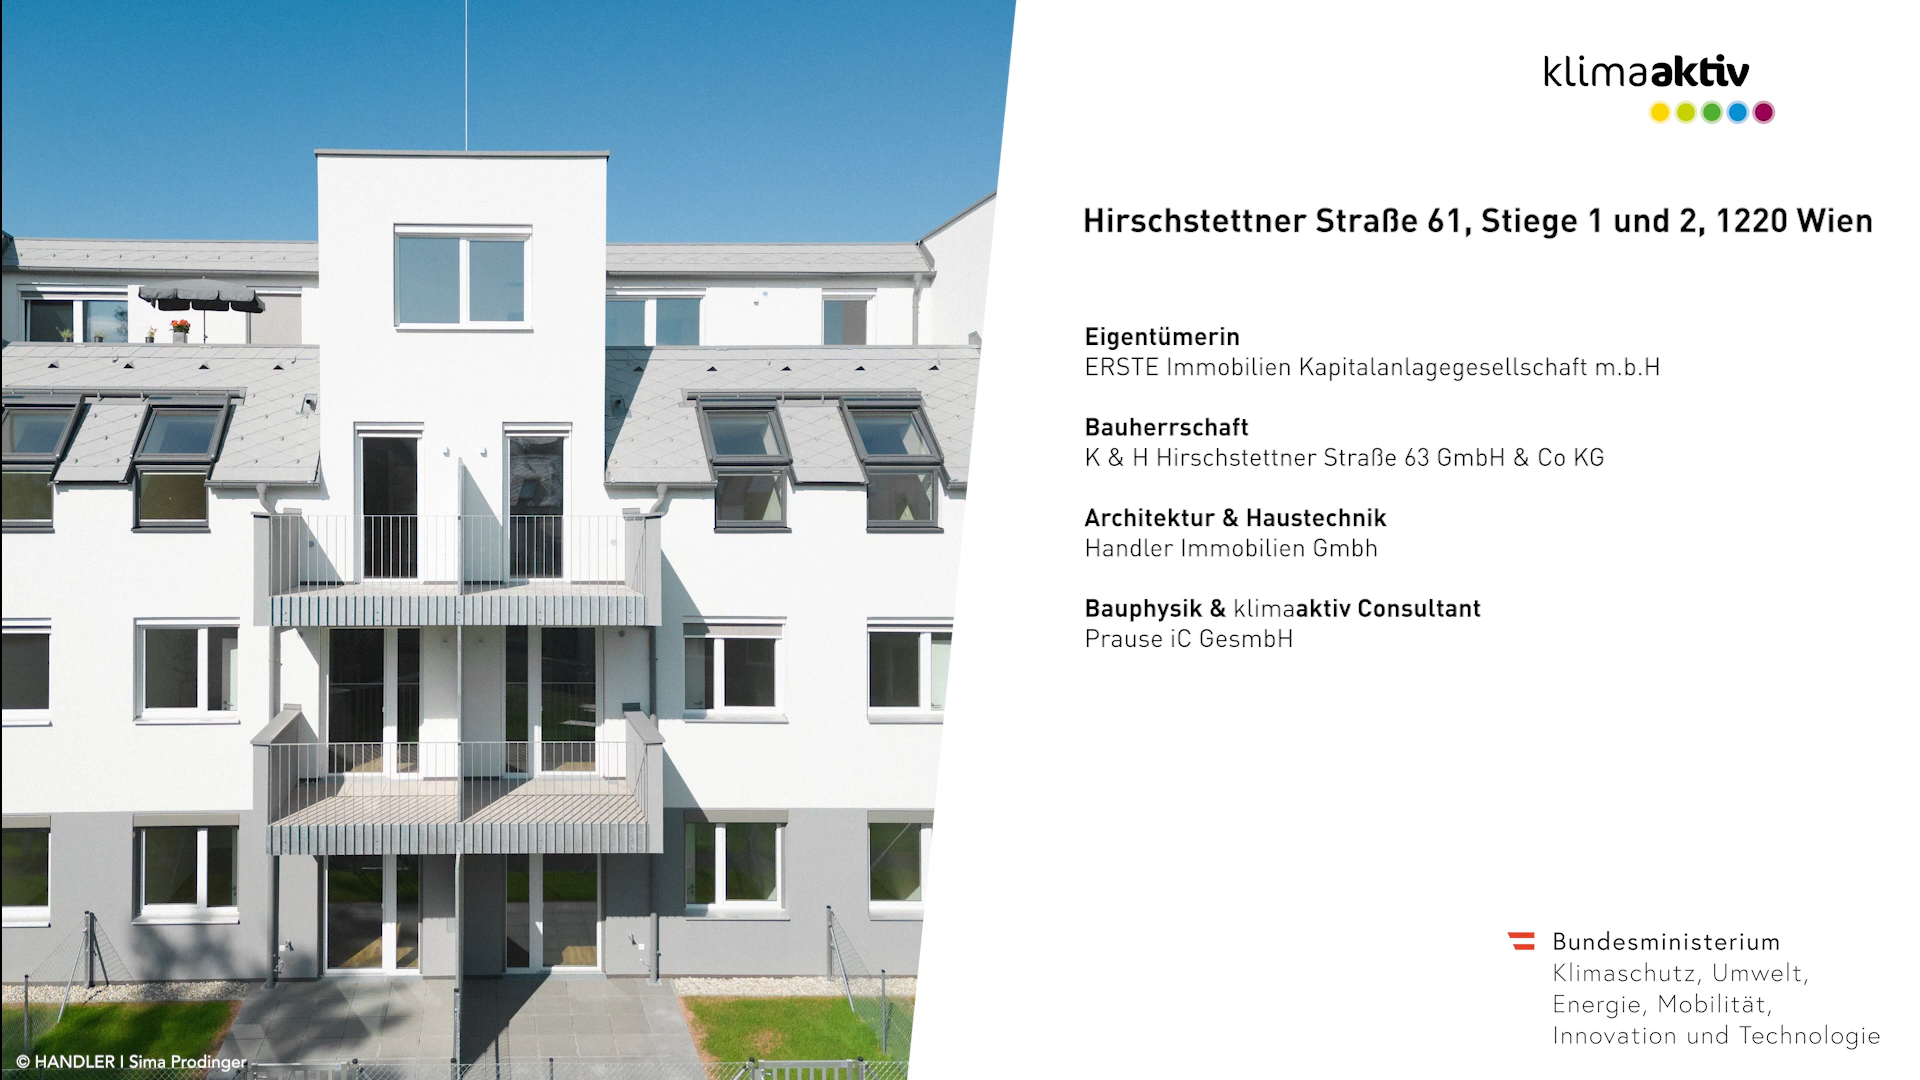 klimaaktiv
Hirschstettner Straße 61, Stiege 1 und 2, 1220 Wien
Eigentümerin
ERSTE Immobilien Kapitalanlagegesellschaft m.b.H
Bauherrschaft
K & H Hirschstettner Straße 63 GmbH & Co KG
Architektur & Haustechnik
Handler Immobilien Gmbh
Bauphysik & klimaaktiv Consultant
Prause iC GesmbH
Bundesministerium
Klimaschutz, Umwelt,
Energie, Mobilität,
Innovation und Technologie
© HANDLER I Sima Prodinger